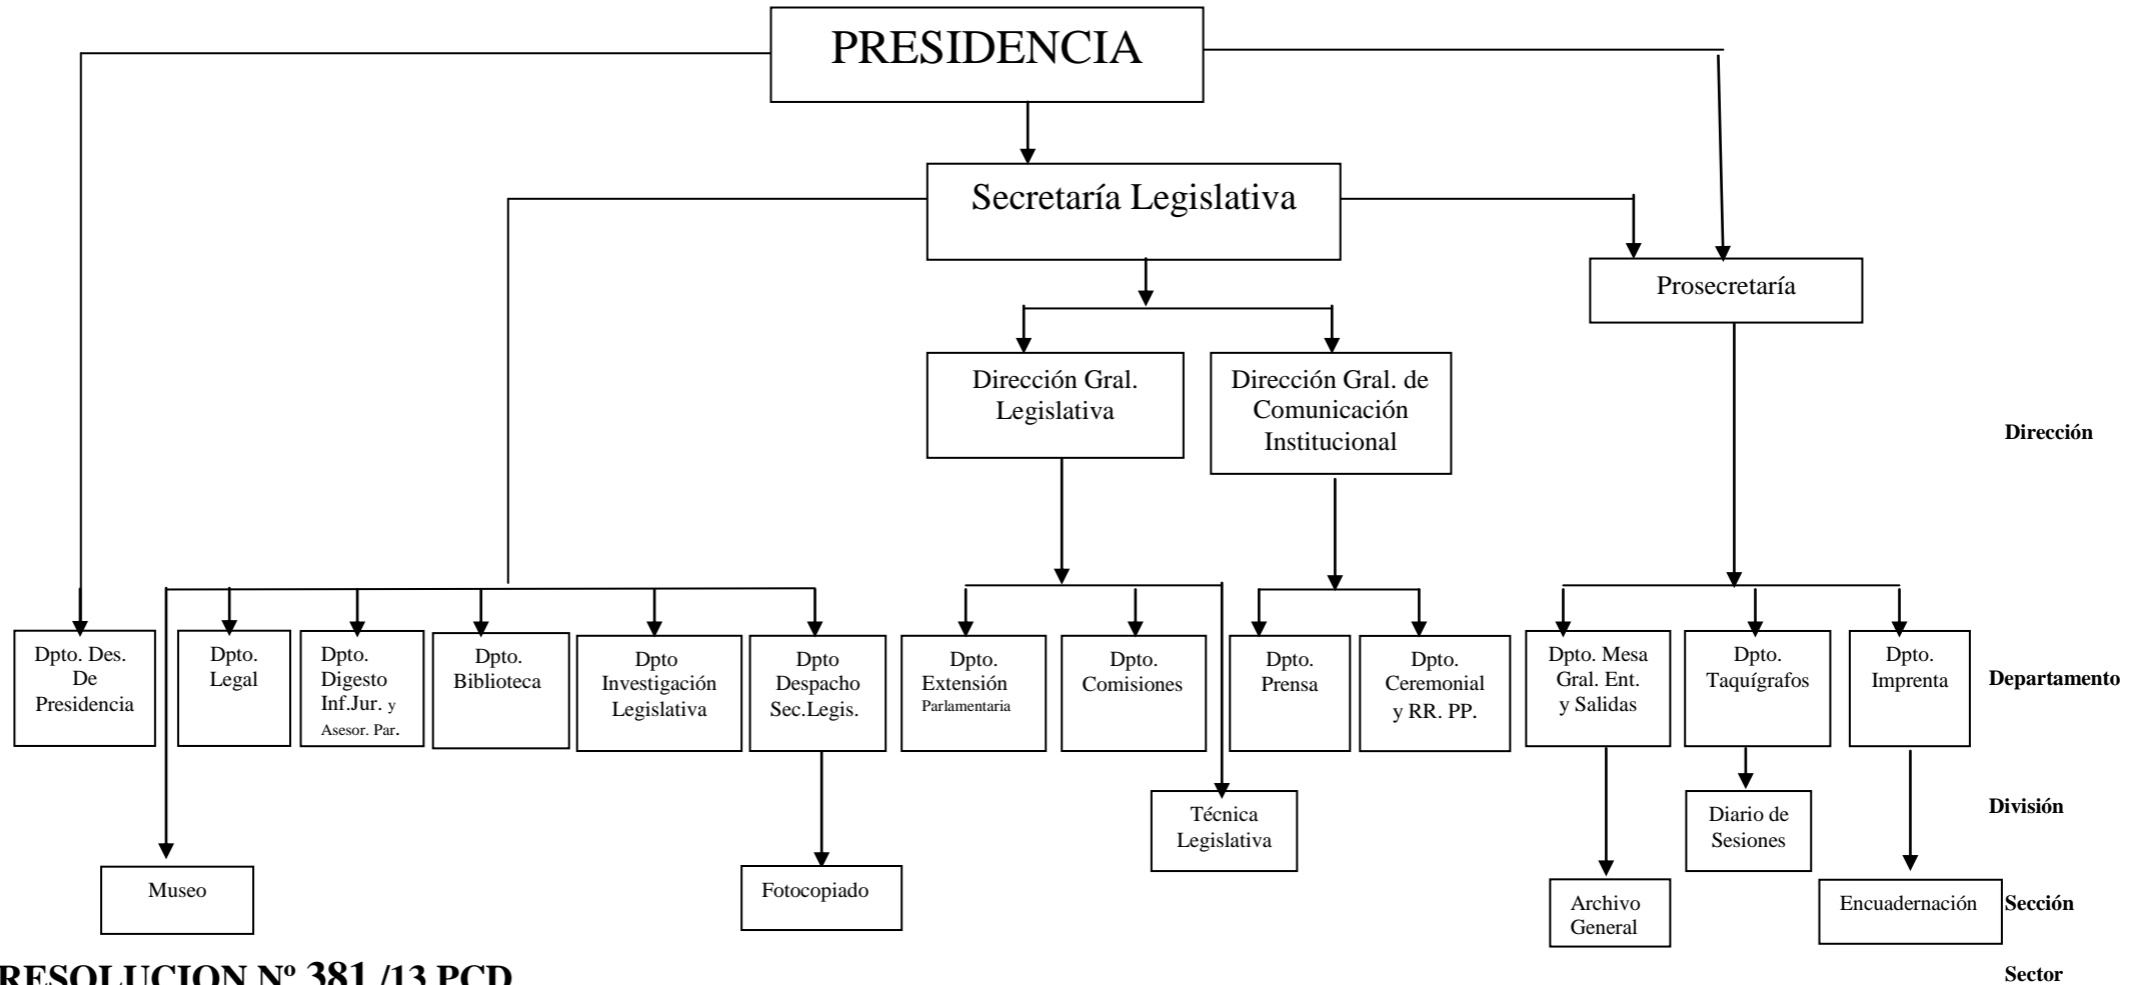 PRESIDENCIA
Secretaría Legislativa
Prosecretaría
Dirección Gral.
Legislativa
Dirección Gral. de
Comunicación
Institucional
Dirección
Dpto. Des.
De
Presidencia
Dpto.
Legal
Dpto.
Digesto
Inf.Jur. y
Asesor. Par.
Dpto.
Biblioteca
Dpto
Investigación
Legislativa
Dpto
Despacho
Sec.Legis.
Dpto.
Extensión
Parlamentaria
Dpto.
Comisiones
Dpto.
Prensa
Dpto.
Ceremonial
y RR. PP.
Dpto. Mesa
Gral. Ent.
y Salidas
Dpto.
Taquígrafos
Dpto.
Imprenta
Departamento
Técnica
Legislativa
Diario de
Sesiones
División
Museo
Fotocopiado
Archivo
General
Encuadernación
Sección
RESOLUCION Nº 381 /13 PCD
Sector